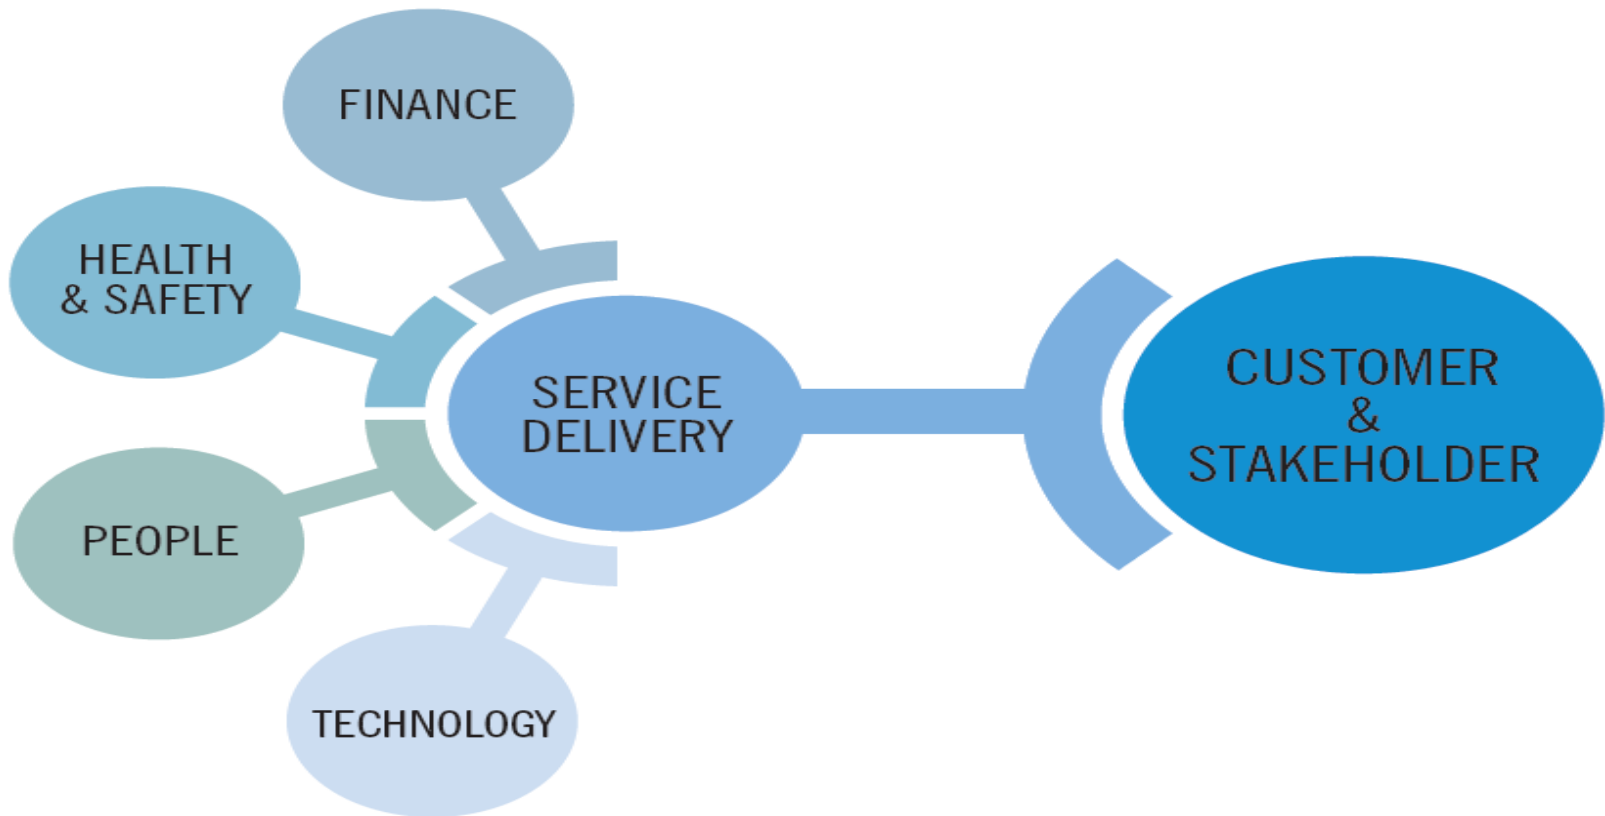 FINANCE
HEALTH
& SAFETY
PEOPLE
TECHNOLOGY
SERVICE
DELIVERY
CUSTOMER
&
STAKEHOLDER